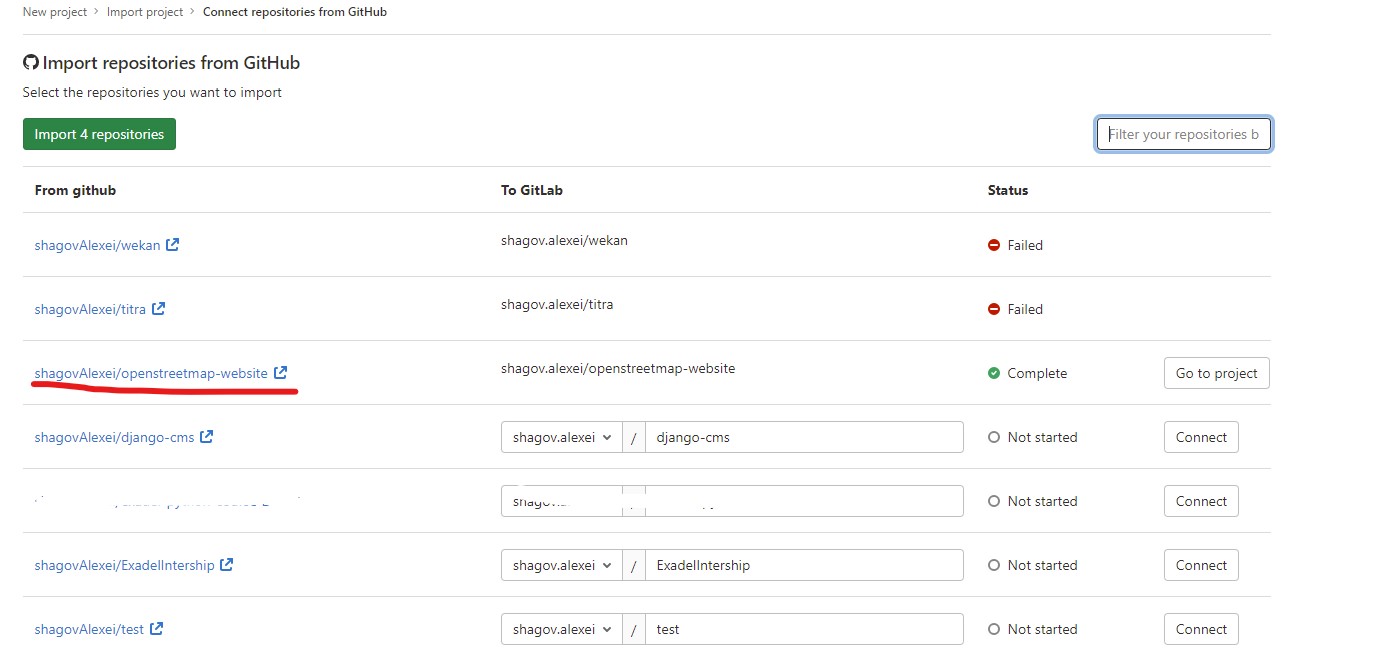 New project > Import project > Connect repositories from GitHub
Import repositories from GitHub
Select the repositories you want to import
Import 4 repositories
Filter your repositories b
From github To GitLab Status
shagovAlexei/wekan shagov.alexei/wekan Failed
shagovAlexei/titra shagov.alexei/titra Failed
shagovAlexei/openstreetmap-website shagov.alexei/openstreetmap-website Complete Go to project
shagovAlexei/django-cms shagov.alexei / django-cms Not started Connect
Not started Connect
shagovAlexei/ExadelIntership shagov.alexei / ExadelIntership Not started Connect
shagovAlexei/test shagov.alexei / test Not started Connect